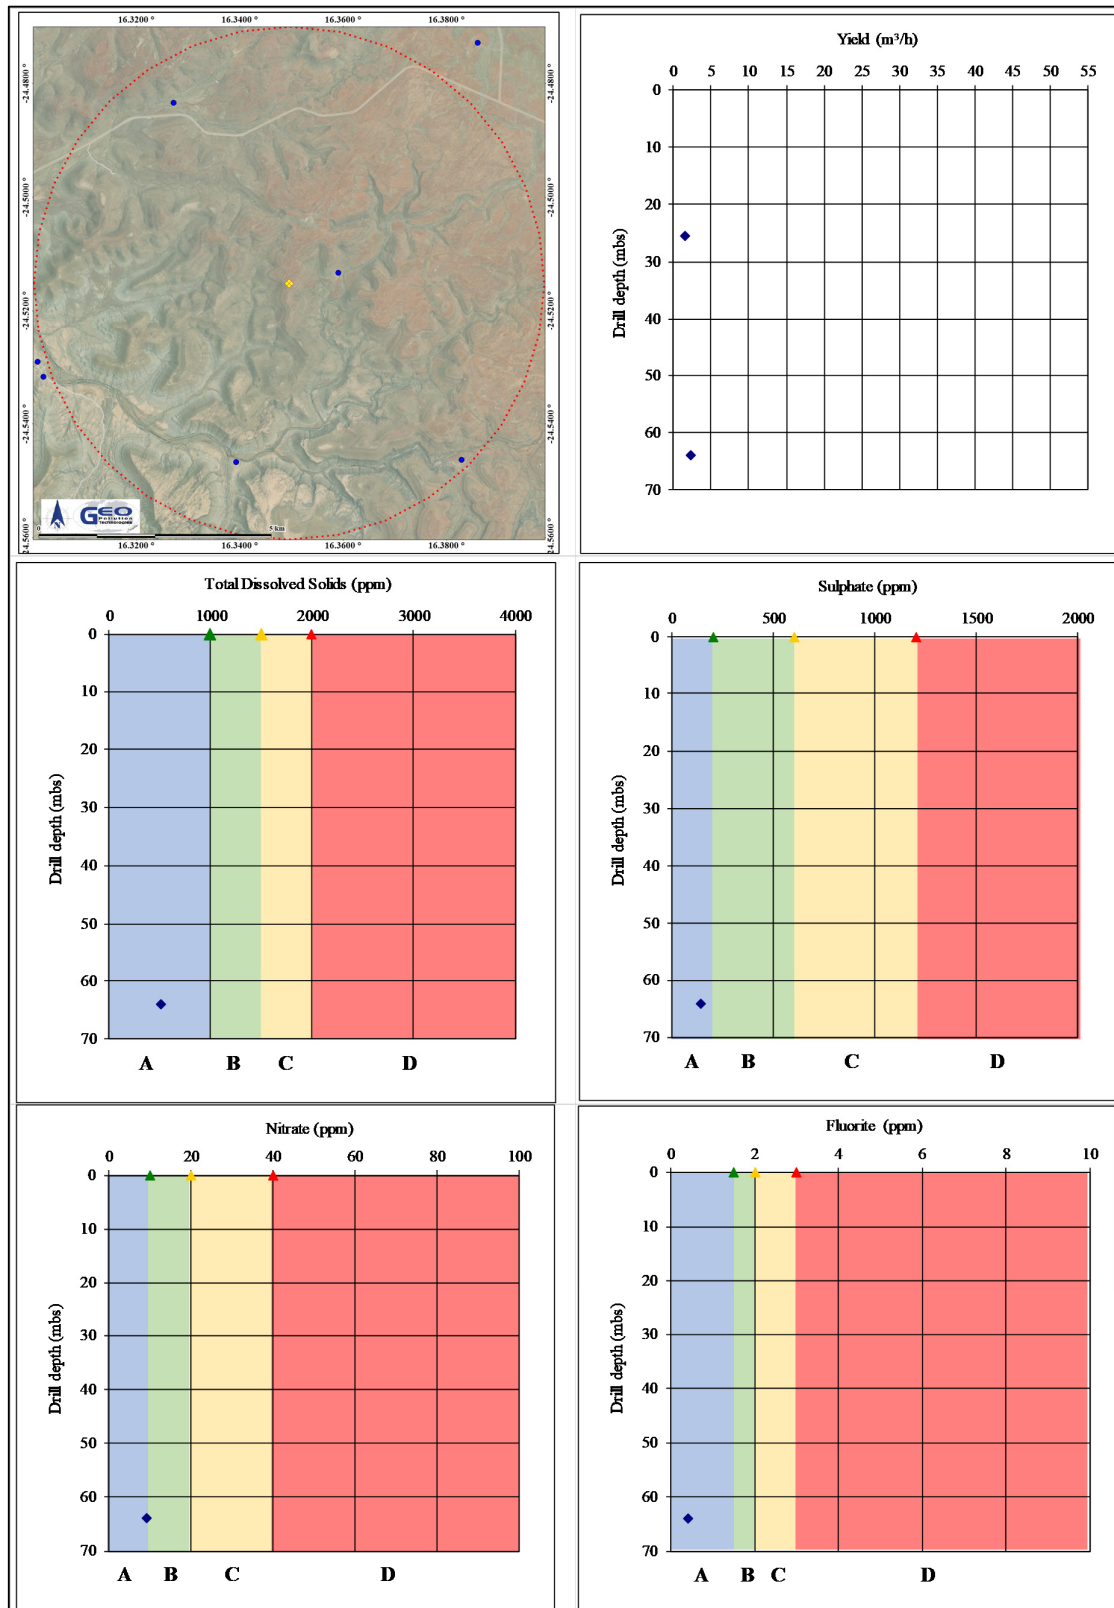 16.3200 ° 16.3400 ° 16.3600 ° 16.3800 °
-24.4800 ° -24.4800 °
-24.5000 ° -24.5000 °
-24.5200 ° -24.5200 °
-24.5400 ° -24.5400 °
24.5600 ° -24.5600 °
N
GEO
Pollution
Technologies
0 5 km
16.3200 ° 16.3400 ° 16.3600 ° 16.3800 °
Yield (m³/h)
0 5 10 15 20 25 30 35 40 45 50 55
Drill depth (mbs)
0
10
20
30
40
50
60
70
Total Dissolved Solids (ppm)
0 1000 2000 3000 4000
Drill depth (mbs)
0
10
20
30
40
50
60
70
A B C D
Sulphate (ppm)
0 500 1000 1500 2000
Drill depth (mbs)
0
10
20
30
40
50
60
70
A B C D
Nitrate (ppm)
0 20 40 60 80 100
Drill depth (mbs)
0
10
20
30
40
50
60
70
A B C D
Fluorite (ppm)
0 2 4 6 8 10
Drill depth (mbs)
0
10
20
30
40
50
60
70
A B C D